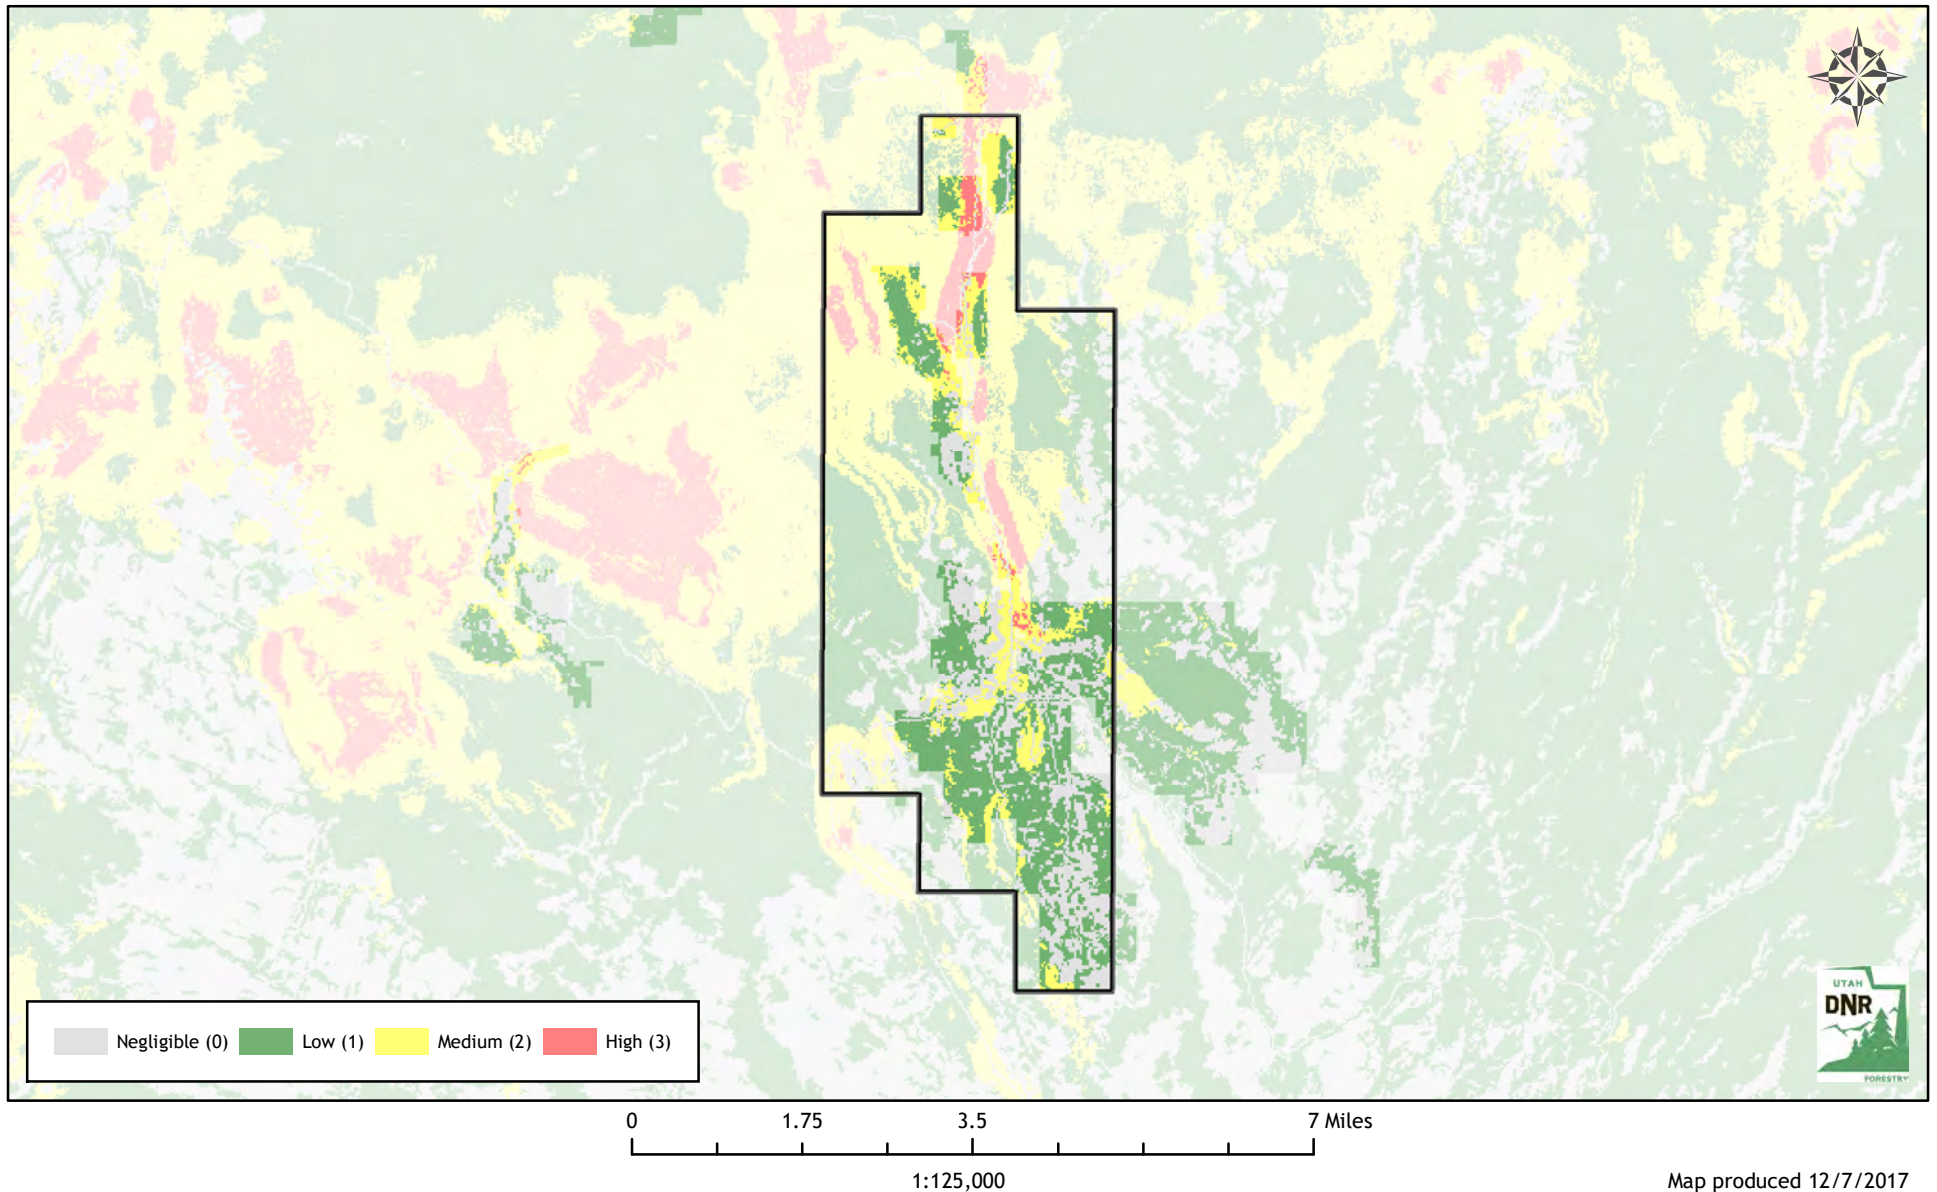 Negligible (0) Low (1) Medium (2) High (3)
UTAH
DNR
FORESTRY
0 1.75 3.5 7 Miles
1:125,000
Map produced 12/7/2017